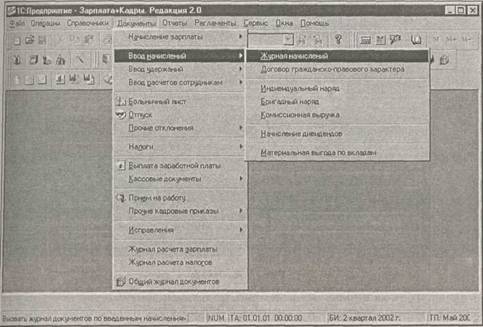 1С:Предприятие - Зарплата+Кадры. Редакция 2.0
Файл Операции Справочники Документы Отчеты Регламенты Сервис Окна Помощь
Начисление зарплаты
Ввод начислений
Ввод удержаний
Ввод расчетов сотрудникам
Больничный лист
Отпуск
Прочие отклонения
Налоги
Выплата заработной платы
Кассовые документы
Прием на работу
Прочие кадровые приказы
Исправления
Журнал расчета зарплаты
Журнал расчета налогов
Общий журнал документов
Журнал начислений
Договор гражданско-правового характера
Индивидуальный наряд
Бригадный наряд
Комиссионная выручка
Начисление дивидендов
Материальная выгода по вкладам
M M+ M-
Вызвать журнал документов по введенным начислениям NUM TA: 01.01.01 00:00:00 БИ: 2 квартал 2002 г. ТП: Май 200